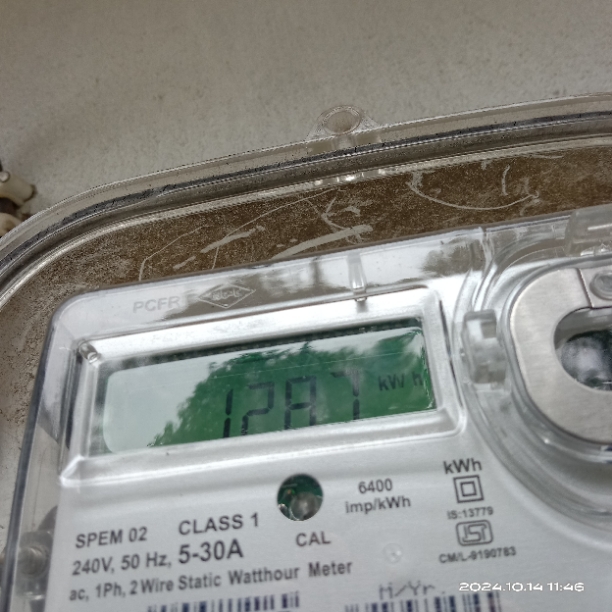 PCFR
1287 kWh
6400
imp/kWh
kWh
IS:13779
CM/L-9190783
CAL
SPEM 02 CLASS 1
240V, 50 Hz, 5-30A
ac, 1Ph, 2 Wire Static Watthour Meter
M/Yr
2024.10.14 11:46